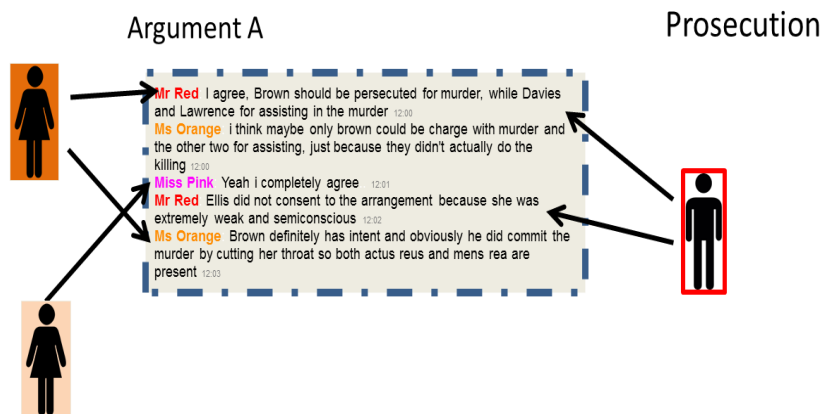 Argument A
Prosecution
Mr Red I agree, Brown should be persecuted for murder, while Davies
and Lawrence for assisting in the murder 12:00
Ms Orange i think maybe only brown could be charge with murder and
the other two for assisting, just because they didn't actually do the
killing 12:00
Miss Pink Yeah i completely agree 12:01
Mr Red Ellis did not consent to the arrangement because she was
extremely weak and semiconscious 12:02
Ms Orange Brown definitely has intent and obviously he did commit the
murder by cutting her throat so both actus reus and mens rea are
present 12:03